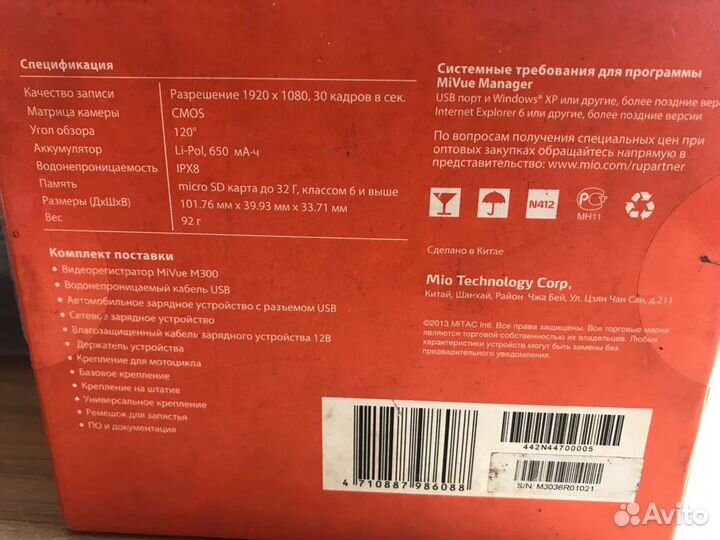 Спецификация
Качество записи Разрешение 1920 x 1080, 30 кадров в сек.
Матрица камеры CMOS
Угол обзора 120°
Аккумулятор Li-Pol, 650 мА·ч
Водонепроницаемость IPX8
Память micro SD карта до 32 Г, классом 6 и выше
Размеры (ДхШхВ) 101.76 мм x 39.93 мм x 33.71 мм
Вес 92 г
Комплект поставки
• Видеорегистратор MiVue M300
• Водонепроницаемый кабель USB
• Автомобильное зарядное устройство с разъемом USB
• Сетевое зарядное устройство
• Влагозащищенный кабель зарядного устройства 12В
• Держатель устройства
• Крепление для мотоцикла
• Базовое крепление
• Крепление на штатив
• Универсальное крепление
• Ремешок для запястья
• ПО и документация
Системные требования для программы
MiVue Manager
USB порт и Windows® XP или другие, более поздние вер
Internet Explorer 6 или другие, более поздние версии
По вопросам получения специальных цен при
оптовых закупках обращайтесь напрямую в
представительство: www.mio.com/rupartner
N412
РСТ
МН11
Сделано в Китае
Mio Technology Corp.
Китай, Шанхай, Район Чжа Бей, Ул. Цзян Чан Сан, д.211
©2013 MiTAC Intl. Все права защищены. Все торговые марки
являются торговой собственностью их владельцев. Любые
характеристики устройств могут быть заменены без
предварительного уведомления.
442N44700005
4 710887 986088
S/N: M3036R01021
Avito